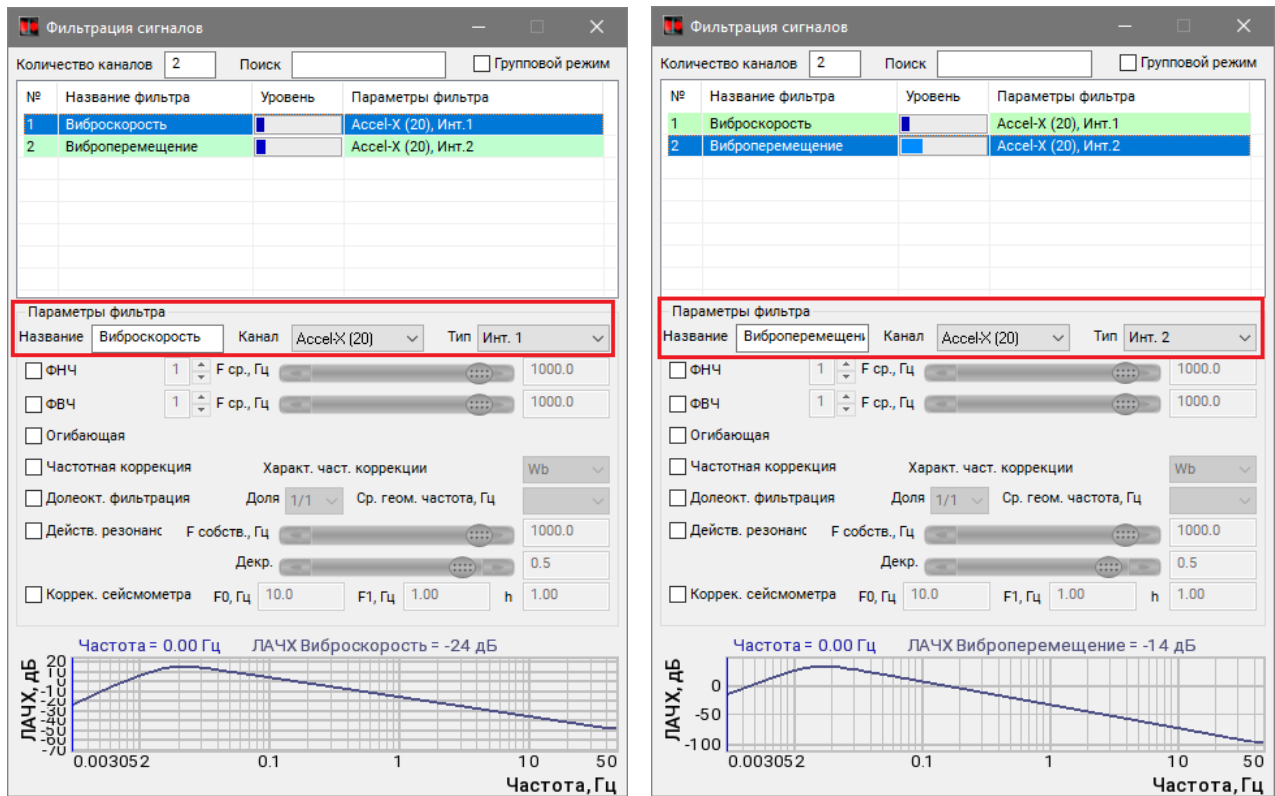 Фильтрация сигналов
Количество каналов 2 Поиск Групповой режим
№ Название фильтра Уровень Параметры фильтра
1 Виброскорость Accel-X (20), Инт.1
2 Виброперемещение Accel-X (20), Инт.2
Параметры фильтра
Название Виброскорость Канал Accel-X (20) Тип Инт. 1
ФНЧ 1 F ср., Гц 1000.0
ФВЧ 1 F ср., Гц 1000.0
Огибающая
Частотная коррекция Характ. част. коррекции Wb
Долеокт. фильтрация Доля 1/1 Ср. геом. частота, Гц
Действ. резонанс F собств., Гц 1000.0
Декр. 0.5
Коррек. сейсмометра F0, Гц 10.0 F1, Гц 1.00 h 1.00
Частота = 0.00 Гц ЛАЧХ Виброскорость = -24 дБ
ЛАЧХ, дБ
20
10
0
-10
-20
-30
-40
-50
-60
-70
0.003052 0.1 1 10 50
Частота, Гц
Фильтрация сигналов
Количество каналов 2 Поиск Групповой режим
№ Название фильтра Уровень Параметры фильтра
1 Виброскорость Accel-X (20), Инт.1
2 Виброперемещение Accel-X (20), Инт.2
Параметры фильтра
Название Виброперемещени Канал Accel-X (20) Тип Инт. 2
ФНЧ 1 F ср., Гц 1000.0
ФВЧ 1 F ср., Гц 1000.0
Огибающая
Частотная коррекция Характ. част. коррекции Wb
Долеокт. фильтрация Доля 1/1 Ср. геом. частота, Гц
Действ. резонанс F собств., Гц 1000.0
Декр. 0.5
Коррек. сейсмометра F0, Гц 10.0 F1, Гц 1.00 h 1.00
Частота = 0.00 Гц ЛАЧХ Виброперемещение = -14 дБ
ЛАЧХ, дБ
0
-50
-100
0.003052 0.1 1 10 50
Частота, Гц